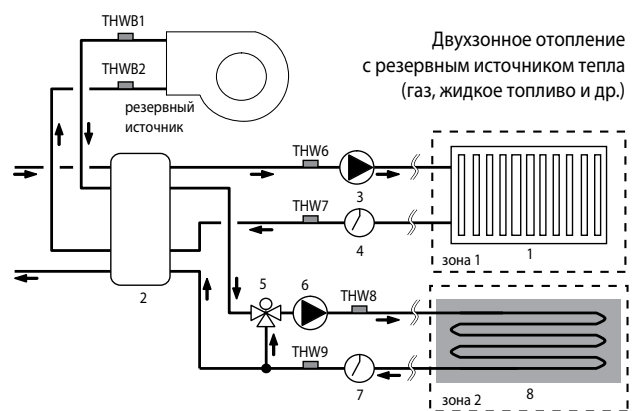 THWB1
THWB2
резервный
источник
Двухзонное отопление
с резервным источником тепла
(газ, жидкое топливо и др.)
THW6
3
THW7
4
зона 1
1
2
5
6
THW8
THW9
7
зона 2
8